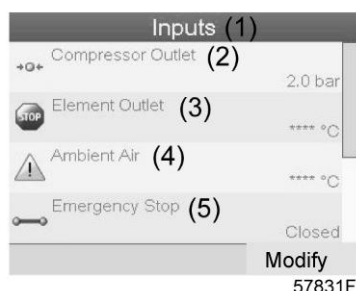 Inputs (1)
Compressor Outlet (2)
2.0 bar
Element Outlet (3)
STOP
**** °C
Ambient Air (4)
**** °C
Emergency Stop (5)
Closed
Modify
57831F